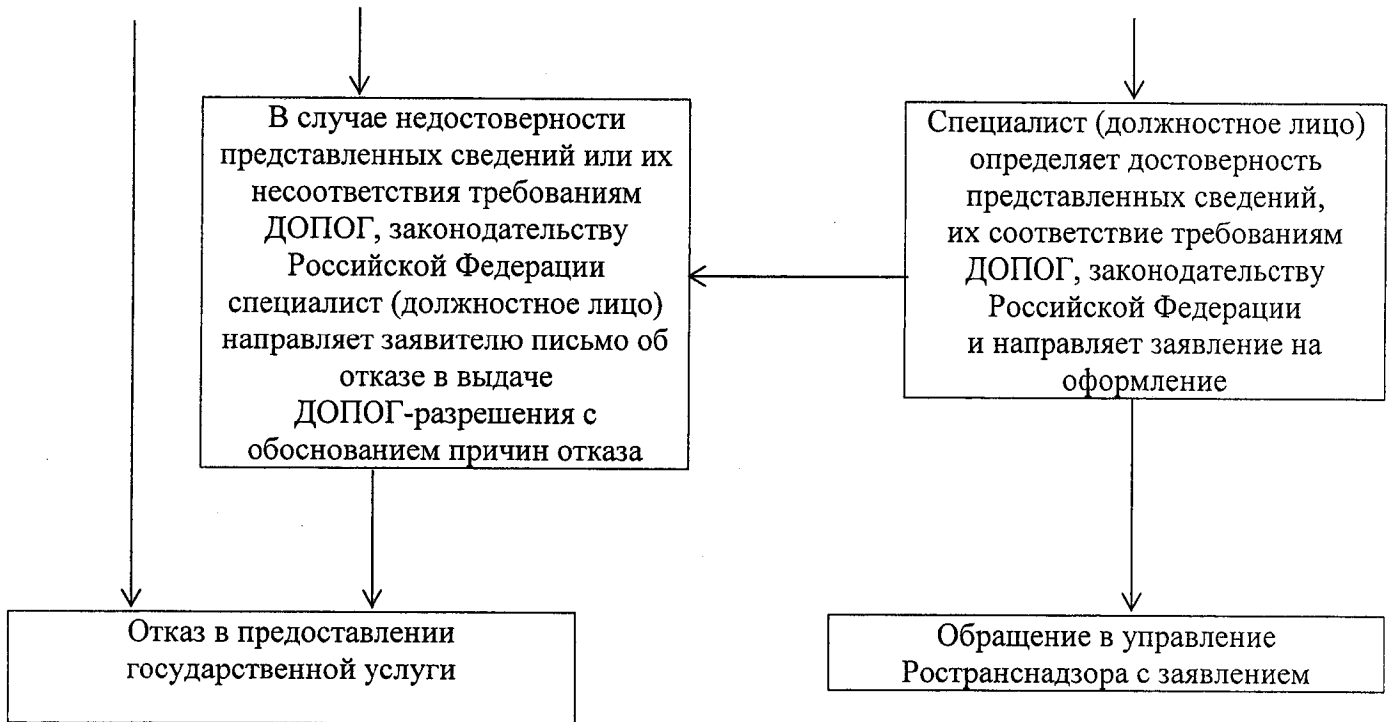 В случае недостоверности
представленных сведений или их
несоответствия требованиям
ДОПОГ, законодательству
Российской Федерации
специалист (должностное лицо)
направляет заявителю письмо об
отказе в выдаче
ДОПОГ-разрешения с
обоснованием причин отказа
Специалист (должностное лицо)
определяет достоверность
представленных сведений,
их соответствие требованиям
ДОПОГ, законодательству
Российской Федерации
и направляет заявление на
оформление
Отказ в предоставлении
государственной услуги
Обращение в управление
Ространснадзора с заявлением